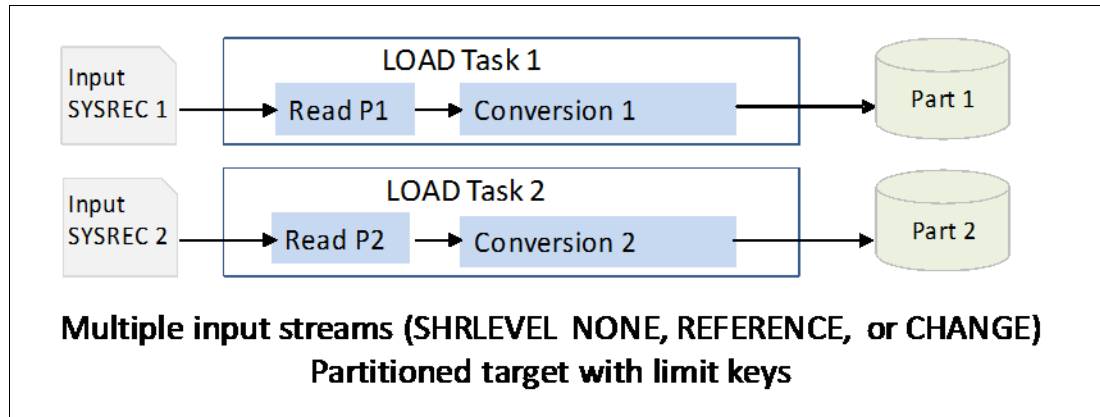 LOAD Task 1
Input
SYSREC 1
Read P1
Conversion 1
Part 1
LOAD Task 2
Input
SYSREC 2
Read P2
Conversion 2
Part 2
Multiple input streams (SHRLEVEL NONE, REFERENCE, or CHANGE)
Partitioned target with limit keys